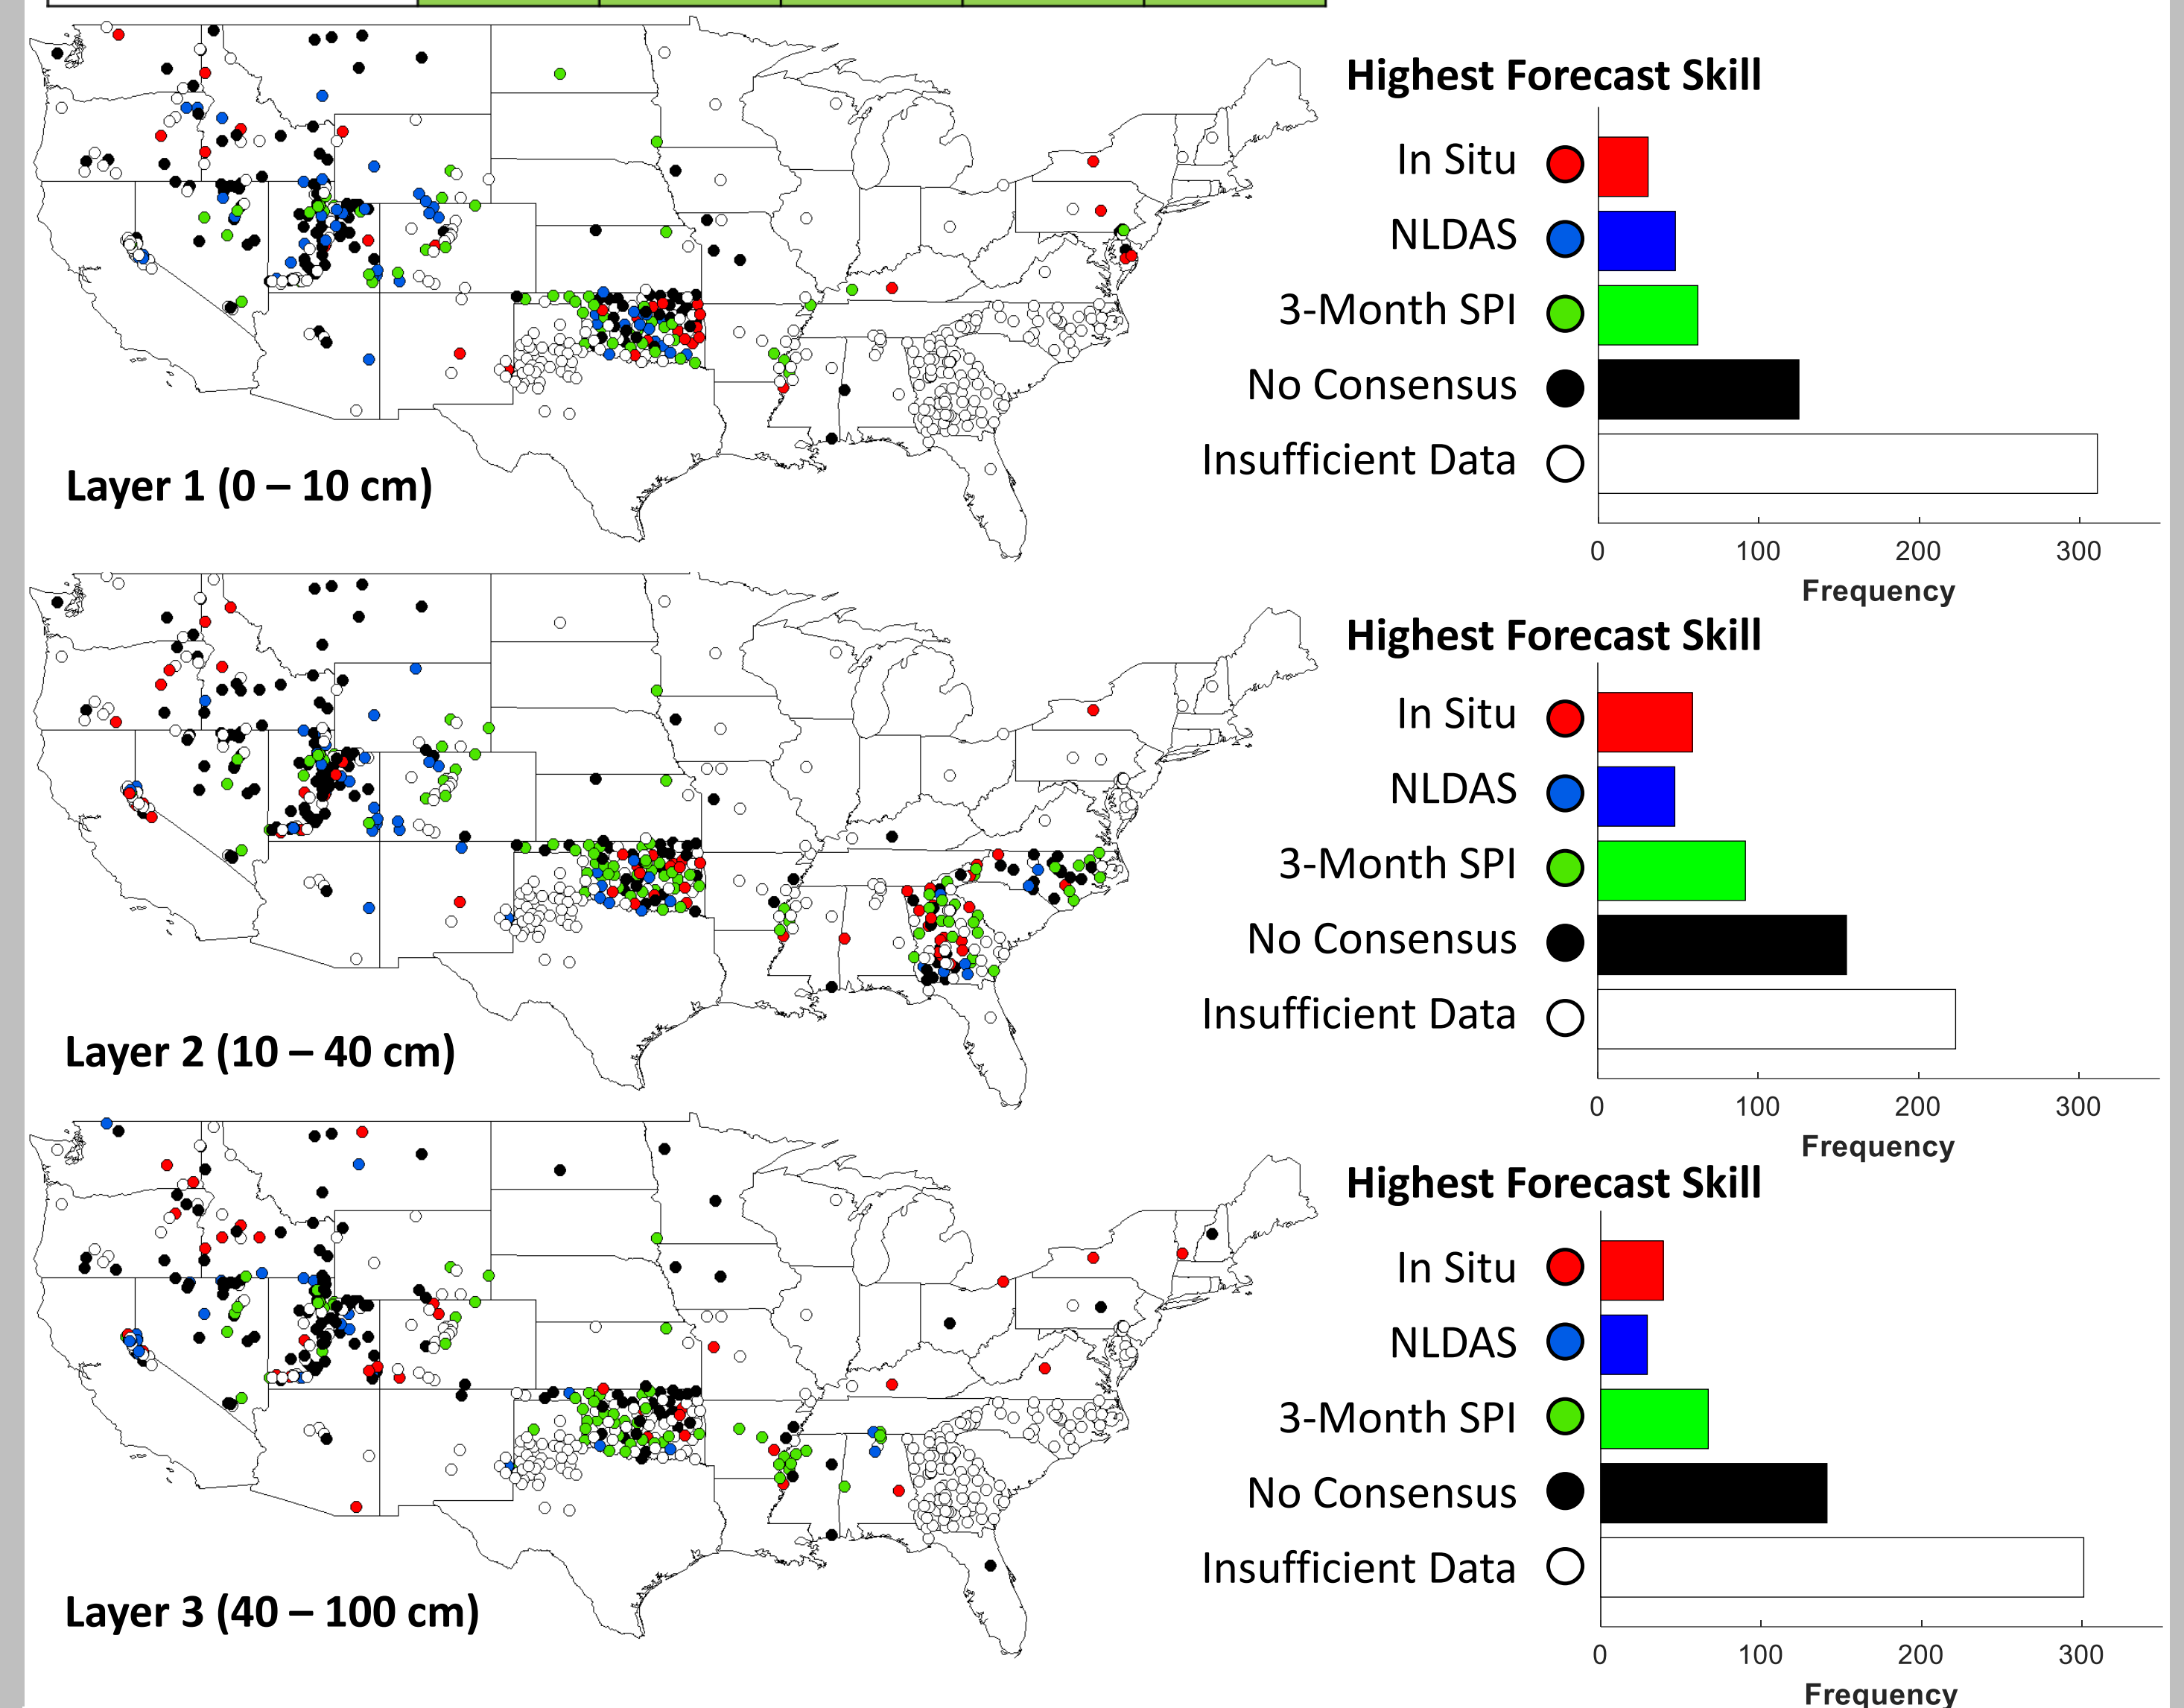 Highest Forecast Skill
In Situ
NLDAS
3-Month SPI
No Consensus
Insufficient Data
Layer 1 (0 – 10 cm)
0 100 200 300
Frequency
Highest Forecast Skill
In Situ
NLDAS
3-Month SPI
No Consensus
Insufficient Data
Layer 2 (10 – 40 cm)
0 100 200 300
Frequency
Highest Forecast Skill
In Situ
NLDAS
3-Month SPI
No Consensus
Insufficient Data
Layer 3 (40 – 100 cm)
0 100 200 300
Frequency